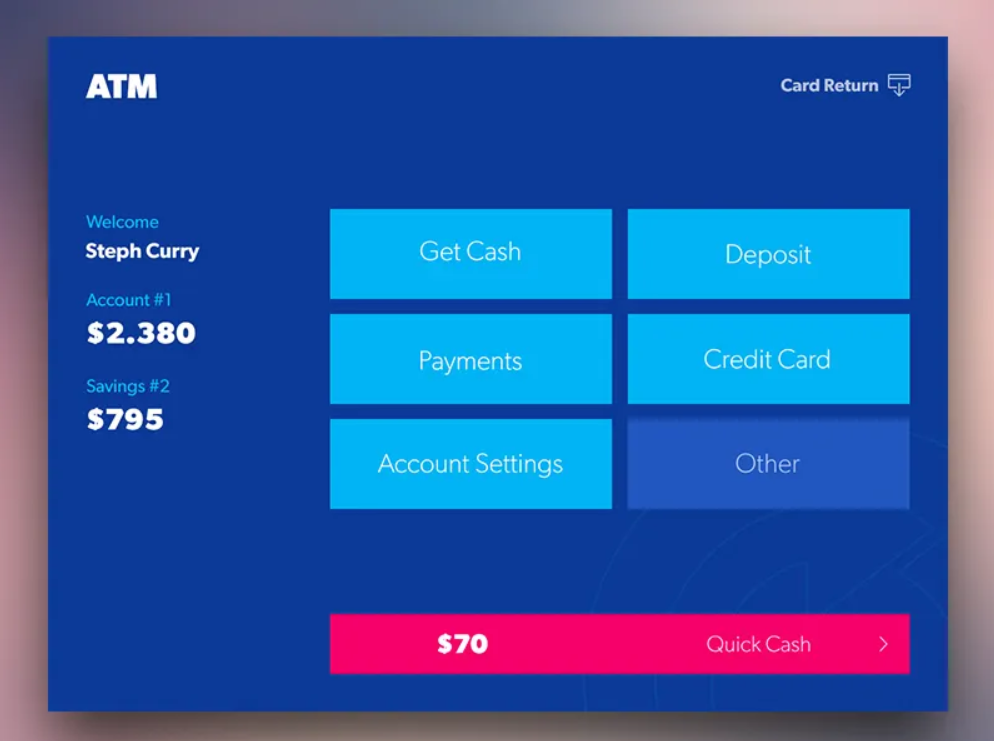 ATM
Card Return
Welcome
Steph Curry
Account #1
$2.380
Savings #2
$795
Get Cash
Deposit
Payments
Credit Card
Account Settings
Other
$70
Quick Cash